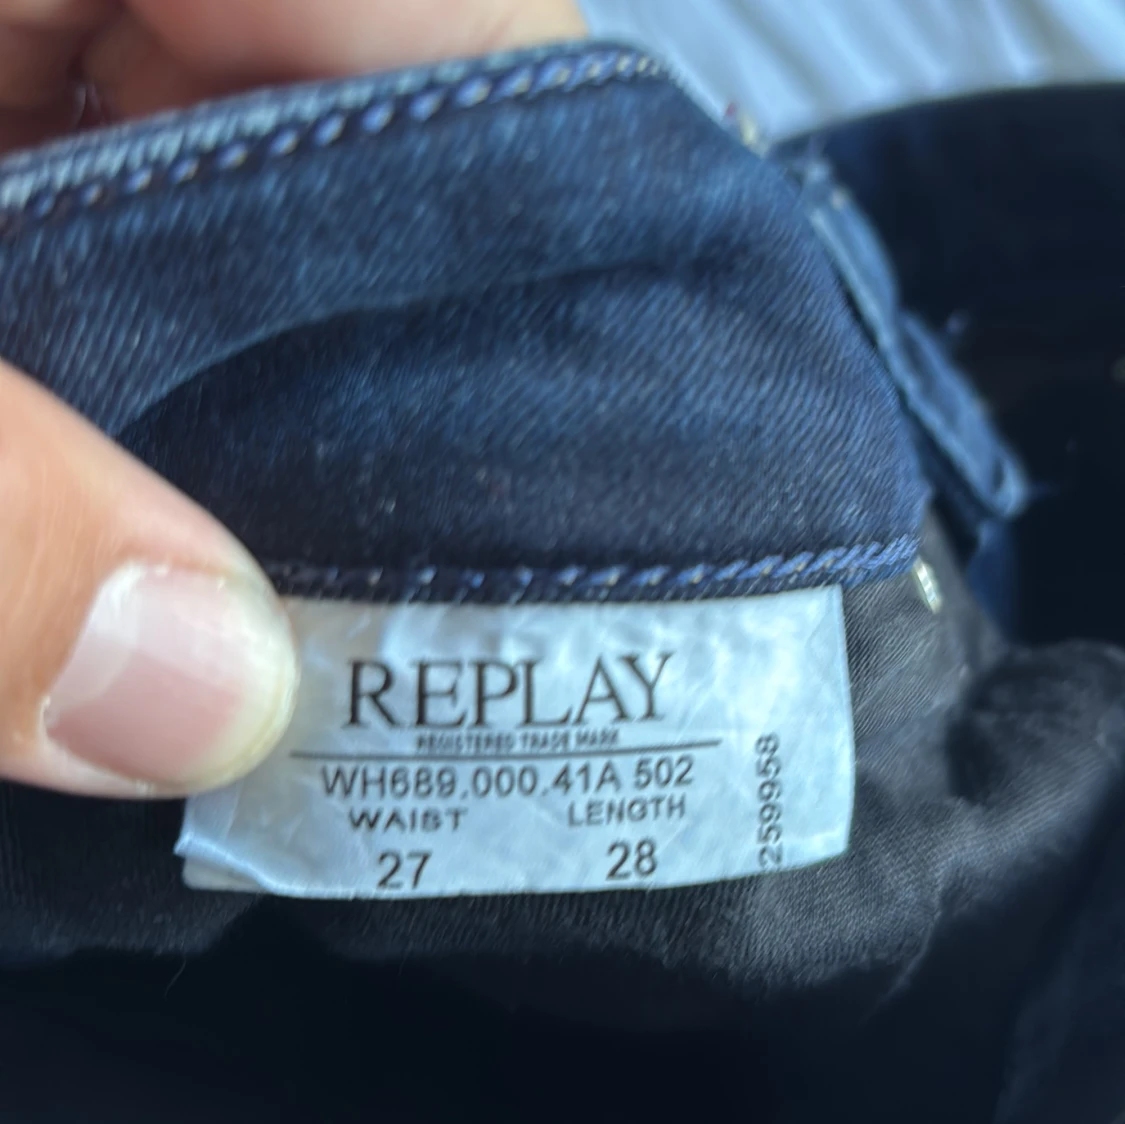 REPLAY
REGISTERED TRADE MARK
WH689.000.41A 502
WAIST LENGTH
27 28
259958